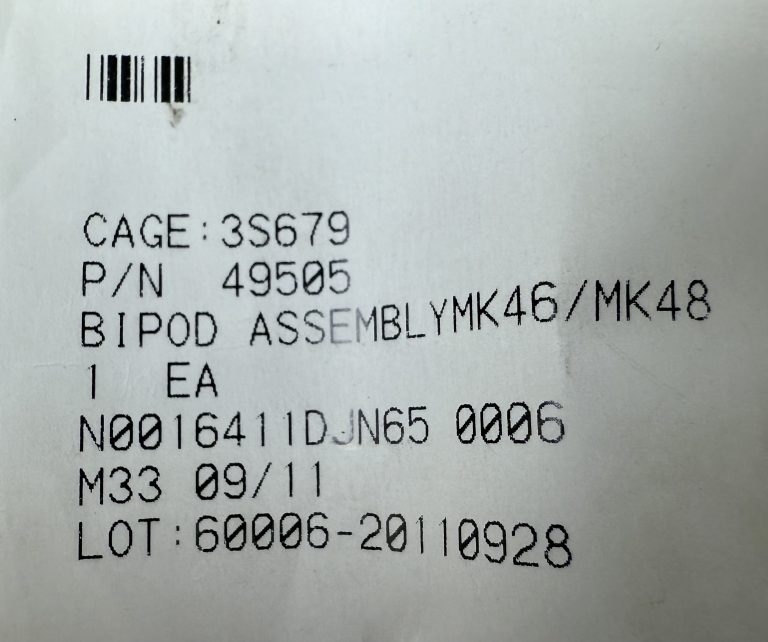 CAGE:3S679
P/N 49505
BIPOD ASSEMBLYMK46/MK48
1 EA
N0016411DJN65 0006
M33 09/11
LOT:60006-20110928